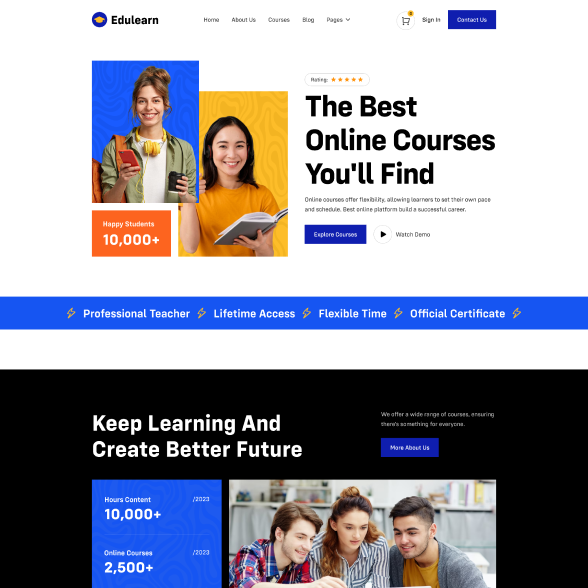 Edulearn
Home
About Us
Courses
Blog
Pages
Sign In
Contact Us
Rating:
The Best
Online Courses
You'll Find
Online courses offer flexibility, allowing learners to set their own pace
and schedule. Best online platform build a successful career.
Explore Courses
Watch Demo
Happy Students
10,000+
Professional Teacher
Lifetime Access
Flexible Time
Official Certificate
Keep Learning And
Create Better Future
We offer a wide range of courses, ensuring
there's something for everyone.
More About Us
Hours Content /2023
10,000+
Online Courses /2023
2,500+